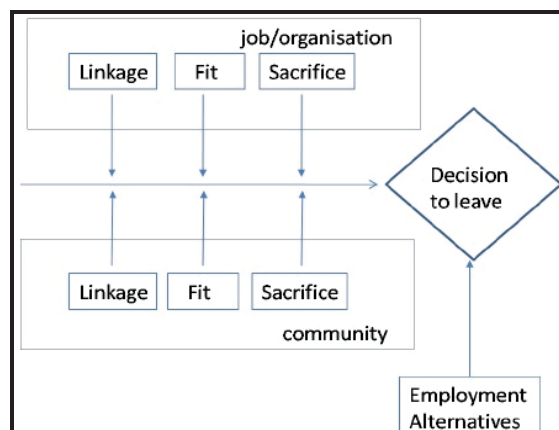 job/organisation
Linkage
Fit
Sacrifice
Decision
to leave
Linkage
Fit
Sacrifice
community
Employment
Alternatives